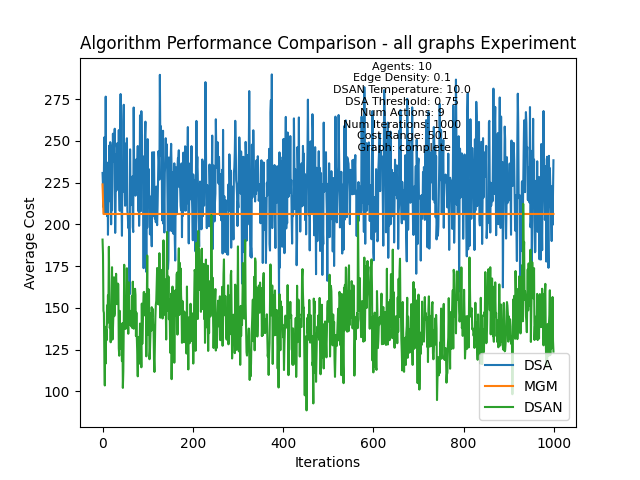 Algorithm Performance Comparison - all graphs Experiment
Agents: 10
Edge Density: 0.1
DSAN Temperature: 10.0
DSA Threshold: 0.75
Num Actions: 9
Num Iterations: 1000
Cost Range: 501
Graph: complete
275
250
225
200
175
150
125
100
Average Cost
DSA
MGM
DSAN
0
200
400
600
800
1000
Iterations